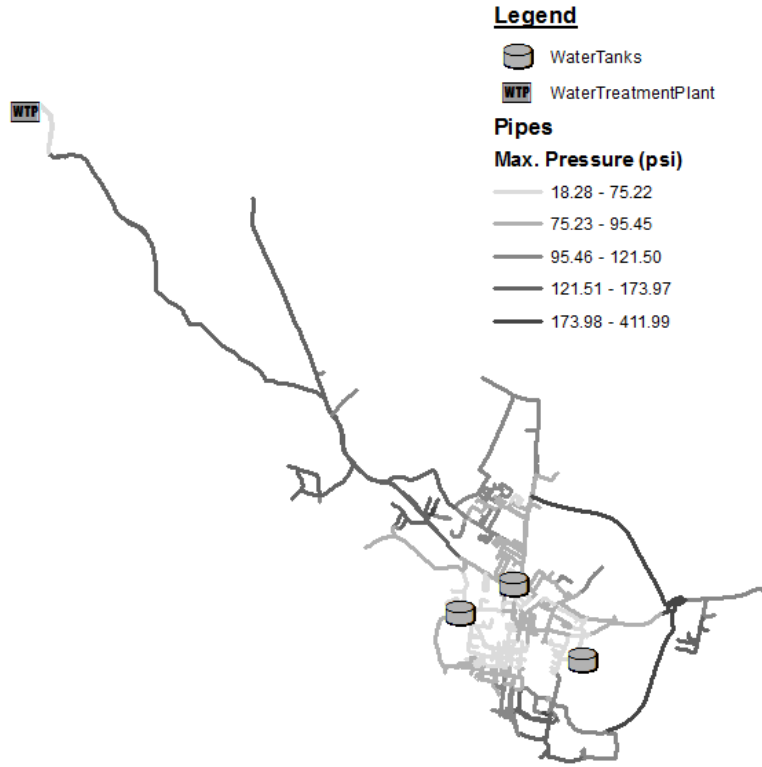 Legend
WaterTanks
WTP WaterTreatmentPlant
Pipes
Max. Pressure (psi)
18.28 - 75.22
75.23 - 95.45
95.46 - 121.50
121.51 - 173.97
173.98 - 411.99
WTP